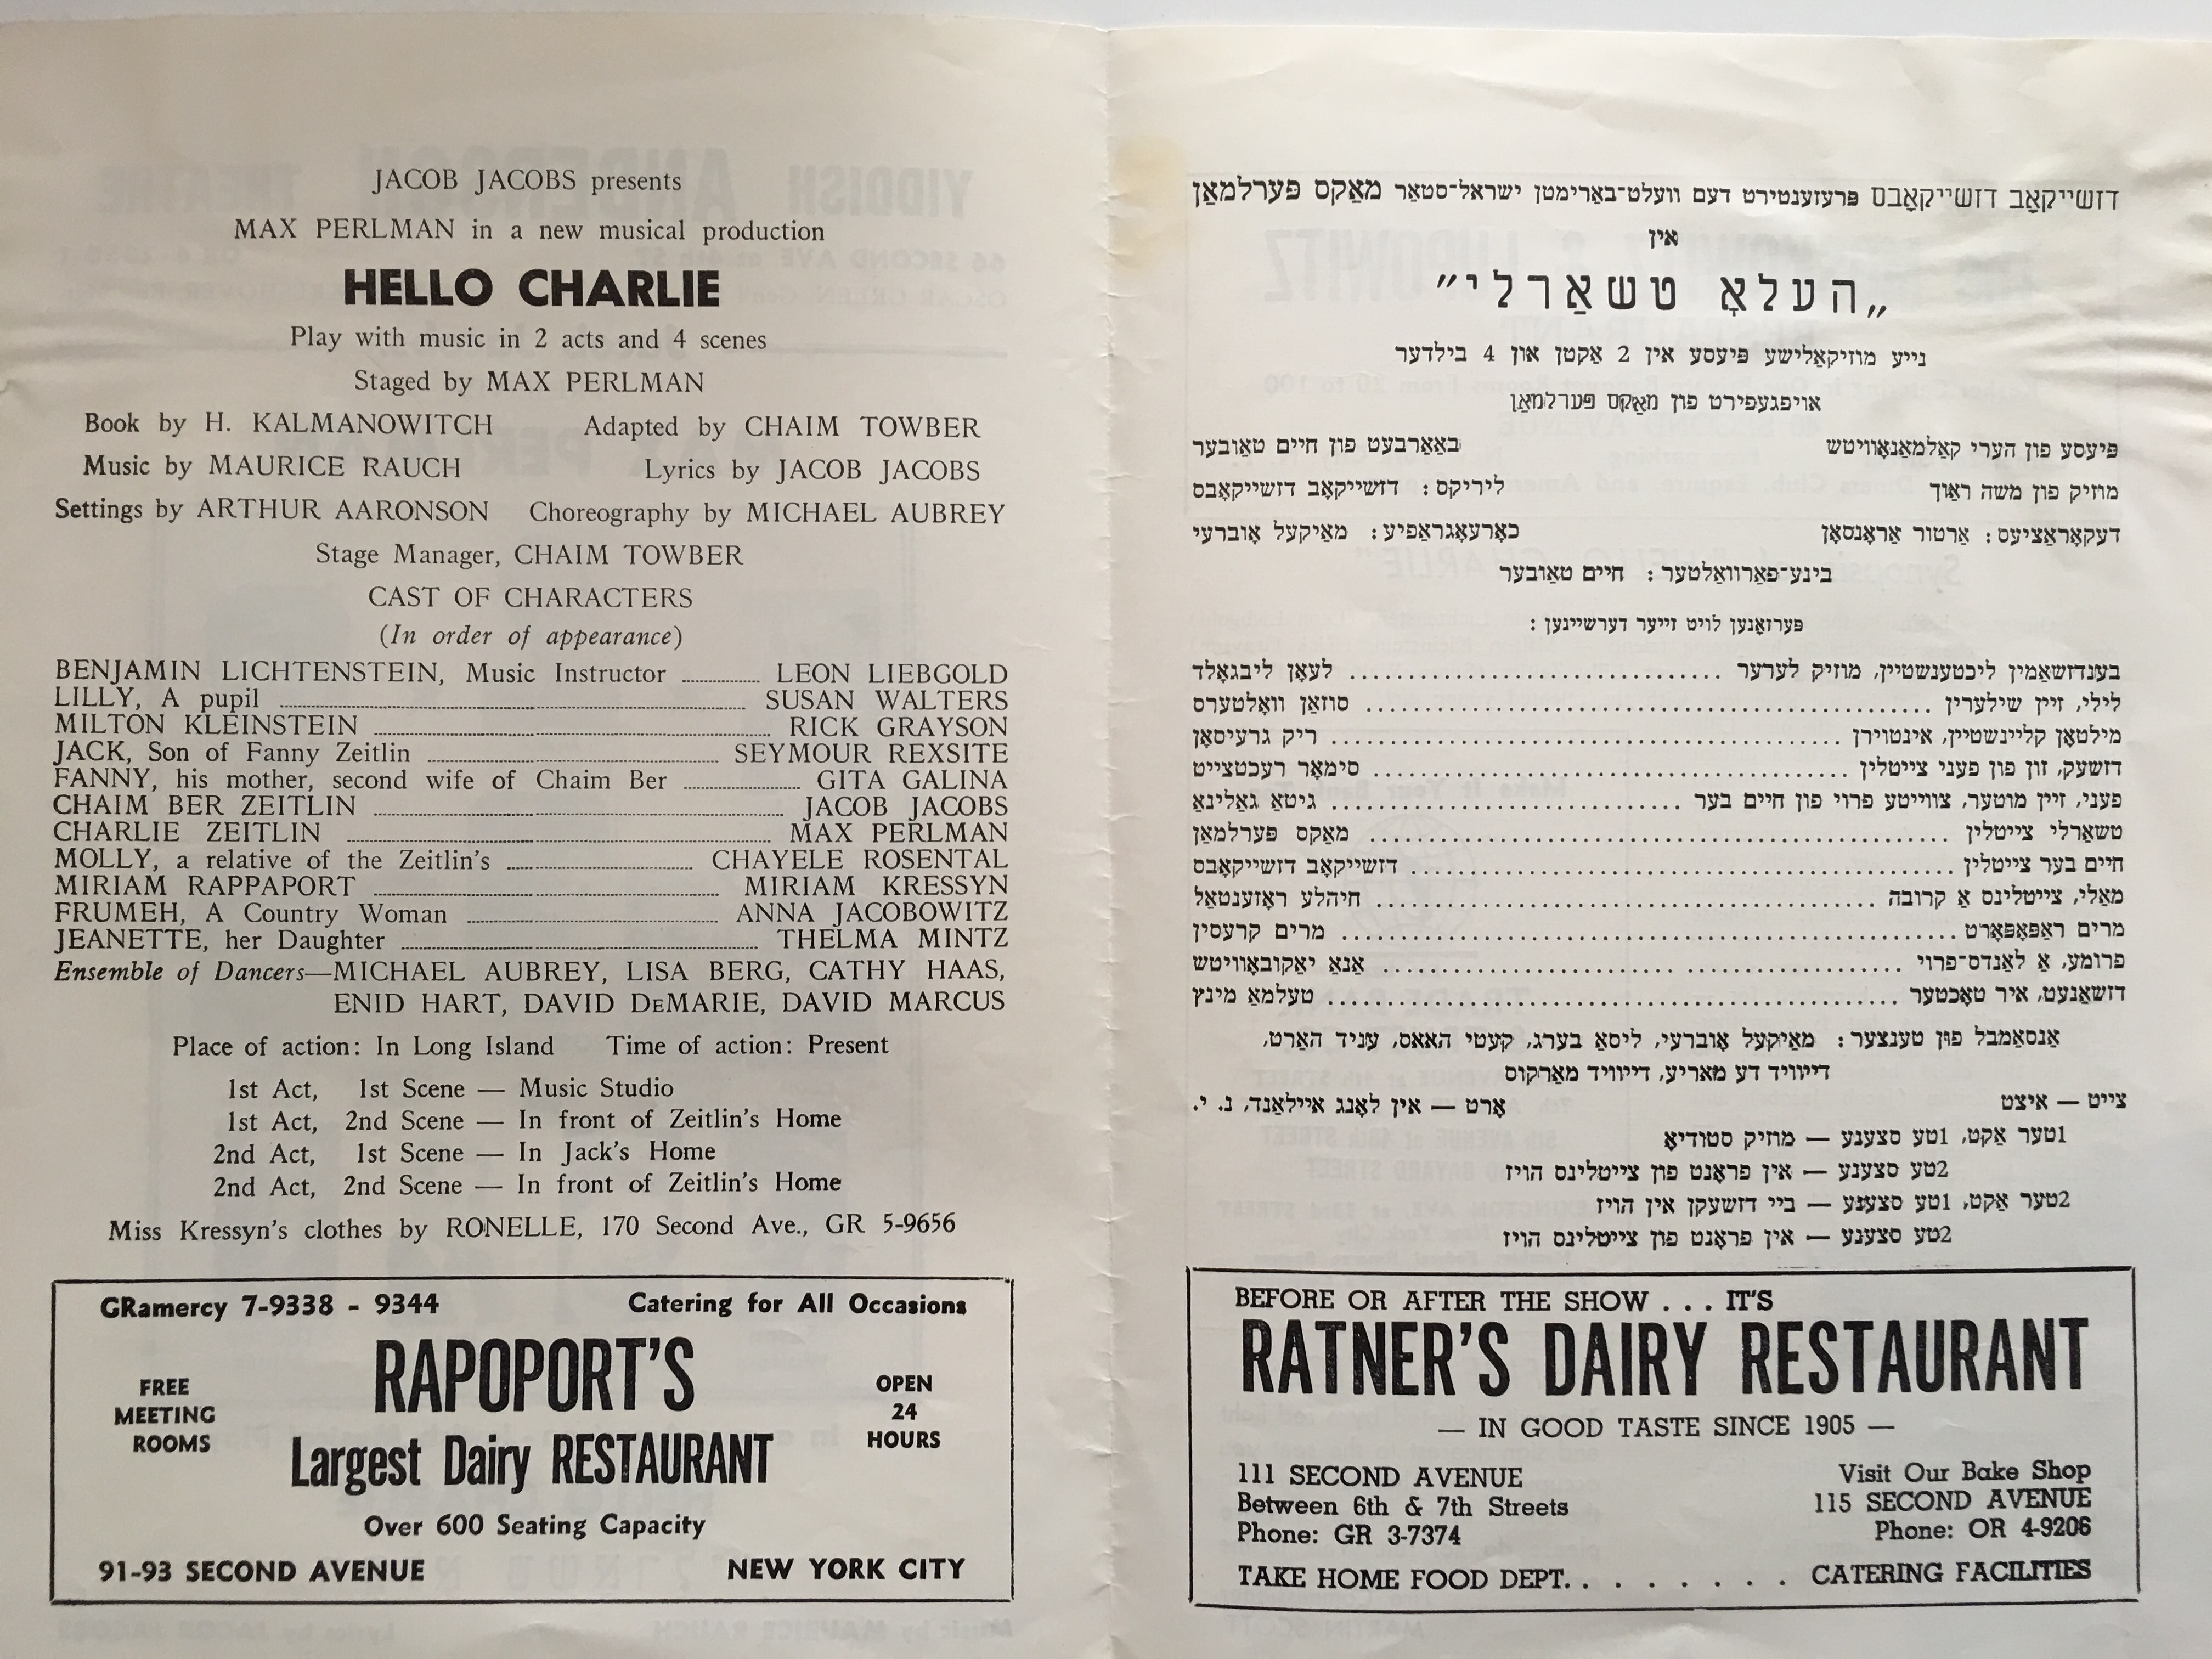 JACOB JACOBS presents
MAX PERLMAN in a new musical production
HELLO CHARLIE
Play with music in 2 acts and 4 scenes
Staged by MAX PERLMAN
Book by H. KALMANOWITCH Adapted by CHAIM TOWBER
Music by MAURICE RAUCH Lyrics by JACOB JACOBS
Settings by ARTHUR AARONSON Choreography by MICHAEL AUBREY
Stage Manager, CHAIM TOWBER
CAST OF CHARACTERS
(In order of appearance)
BENJAMIN LICHTENSTEIN, Music Instructor ........ LEON LIEBGOLD
LILLY, A pupil ........ SUSAN WALTERS
MILTON KLEINSTEIN ........ RICK GRAYSON
JACK, Son of Fanny Zeitlin ........ SEYMOUR REXSITE
FANNY, his mother, second wife of Chaim Ber ........ GITA GALINA
CHAIM BER ZEITLIN ........ JACOB JACOBS
CHARLIE ZEITLIN ........ MAX PERLMAN
MOLLY, a relative of the Zeitlin's ........ CHAYELE ROSENTAL
MIRIAM RAPPAPORT ........ MIRIAM KRESSYN
FRUMEH, A Country Woman ........ ANNA JACOBOWITZ
JEANETTE, her Daughter ........ THELMA MINTZ
Ensemble of Dancers—MICHAEL AUBREY, LISA BERG, CATHY HAAS,
ENID HART, DAVID DEMARIE, DAVID MARCUS
Place of action: In Long Island Time of action: Present
1st Act, 1st Scene — Music Studio
1st Act, 2nd Scene — In front of Zeitlin's Home
2nd Act, 1st Scene — In Jack's Home
2nd Act, 2nd Scene — In front of Zeitlin's Home
Miss Kressyn's clothes by RONELLE, 170 Second Ave., GR 5-9656
GRamercy 7-9338 - 9344 Catering for All Occasions
RAPOPORT'S
FREE
MEETING
ROOMS
OPEN
24
HOURS
Largest Dairy RESTAURANT
Over 600 Seating Capacity
91-93 SECOND AVENUE NEW YORK CITY
דזשייקאָב דזשייקאָבס פּרעזענטירט דעם וועלט־באַרימטן ישראל־סטאַר מאַקס פּערלמאַן
אין
„העלאָ טשאַרלי"
נייע מוזיקאַלישע פּיעסע אין 2 אַקטן און 4 בילדער
אויפגעפירט פון מאַקס פּערלמאַן
פּיעסע פון הערי קאַלמאַנאָוויטש באַאַרבעט פון חיים טאַובער
מוזיק פון משה ראַוך ליריקס: דזשייקאָב דזשייקאָבס
דעקאָראַציעס: אַרטור אַראָנסאָן כאָרעאָגראַפיע: מאַיקעל אָוברעי
בינע־פאַרוואַלטער: חיים טאַובער
פּערזאָנען לויט זייער דערשיינען:
בענדזשאַמין ליכטענשטיין, מוזיק לערער ........ לעאָן ליבגאָלד
לילי, זיין שילערין ........ סוזאַן וואָלטערס
מילטאָן קליינשטיין, אינטוירן ........ ריק גרעיסאָן
דזשעק, זון פון פעני צייטלין ........ סימאָר רעכטצייט
פעני, זיין מוטער, צווייטע פרוי פון חיים בער ........ גיטאַ גאַלינאַ
טשאַרלי צייטלין ........ מאַקס פּערלמאַן
חיים בער צייטלין ........ דזשייקאָב דזשייקאָבס
מאַלי, צייטלינס אַ קרובה ........ חיהלע ראָזענטאַל
מרים ראַפּאָפּאָרט ........ מרים קרעסין
פרומע, אַ לאַנדס־פרוי ........ אַנאַ יאַקובאָוויטש
דזשאַנעט, איר טאָכטער ........ טעלמאַ מינץ
אַנסאַמבל פון טענצער: מאַיקעל אָוברעי, ליסאַ בערג, קעטי האַאס, עניד האַרט,
דייוויד דע מאַריע, דייוויד מאַרקוס
צייט — איצט אָרט — אין לאָנג איילאַנד, נ. י.
1טער אַקט, 1טע סצענע — מוזיק סטודיאָ
2טע סצענע — אין פראָנט פון צייטלינס הויז
2טער אַקט, 1טע סצענע — ביי דזשעקן אין הויז
2טע סצענע — אין פראָנט פון צייטלינס הויז
BEFORE OR AFTER THE SHOW . . . IT'S
RATNER'S DAIRY RESTAURANT
— IN GOOD TASTE SINCE 1905 —
111 SECOND AVENUE
Between 6th & 7th Streets
Phone: GR 3-7374
Visit Our Bake Shop
115 SECOND AVENUE
Phone: OR 4-9206
TAKE HOME FOOD DEPT. . . . . . . . CATERING FACILITIES